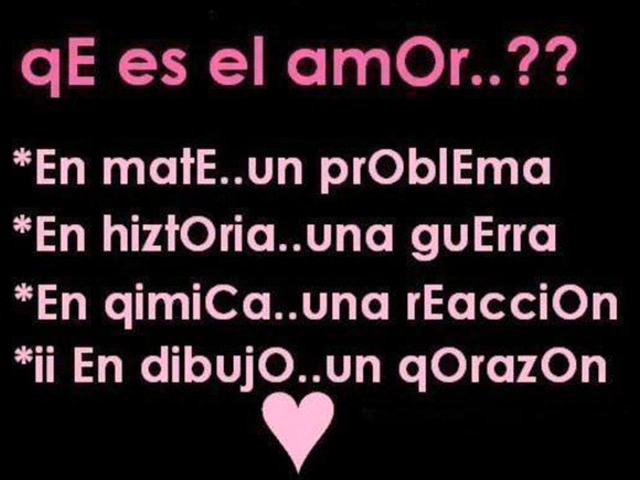 qE es el amOr..??
*En matE..un prOblEma
*En hiztOria..una guErra
*En qimiCa..una rEacciOn
*ii En dibujO..un qOrazOn